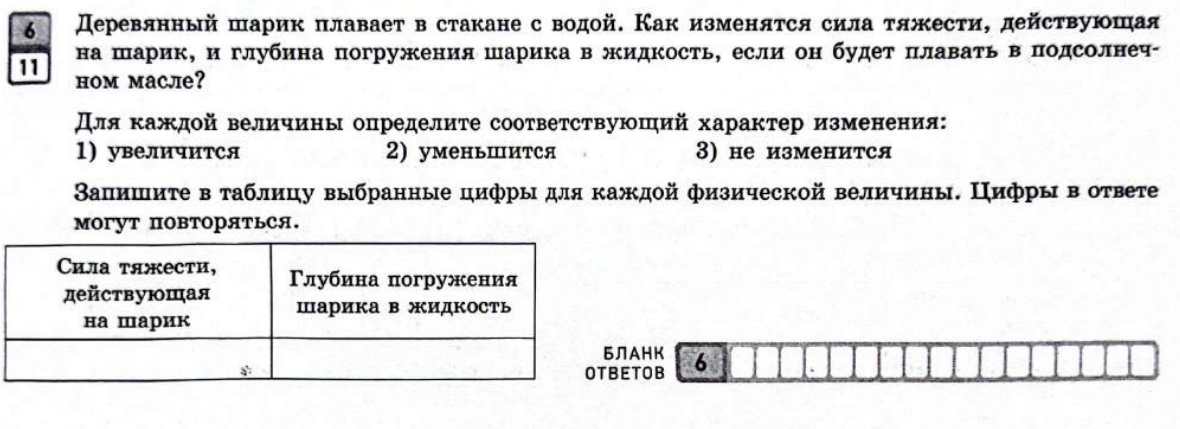 6
11
Деревянный шарик плавает в стакане с водой. Как изменятся сила тяжести, действующая
на шарик, и глубина погружения шарика в жидкость, если он будет плавать в подсолнеч-
ном масле?
Для каждой величины определите соответствующий характер изменения:
1) увеличится 2) уменьшится 3) не изменится
Запишите в таблицу выбранные цифры для каждой физической величины. Цифры в ответе
могут повторяться.
Сила тяжести,
действующая
на шарик
Глубина погружения
шарика в жидкость
БЛАНК
ОТВЕТОВ
6